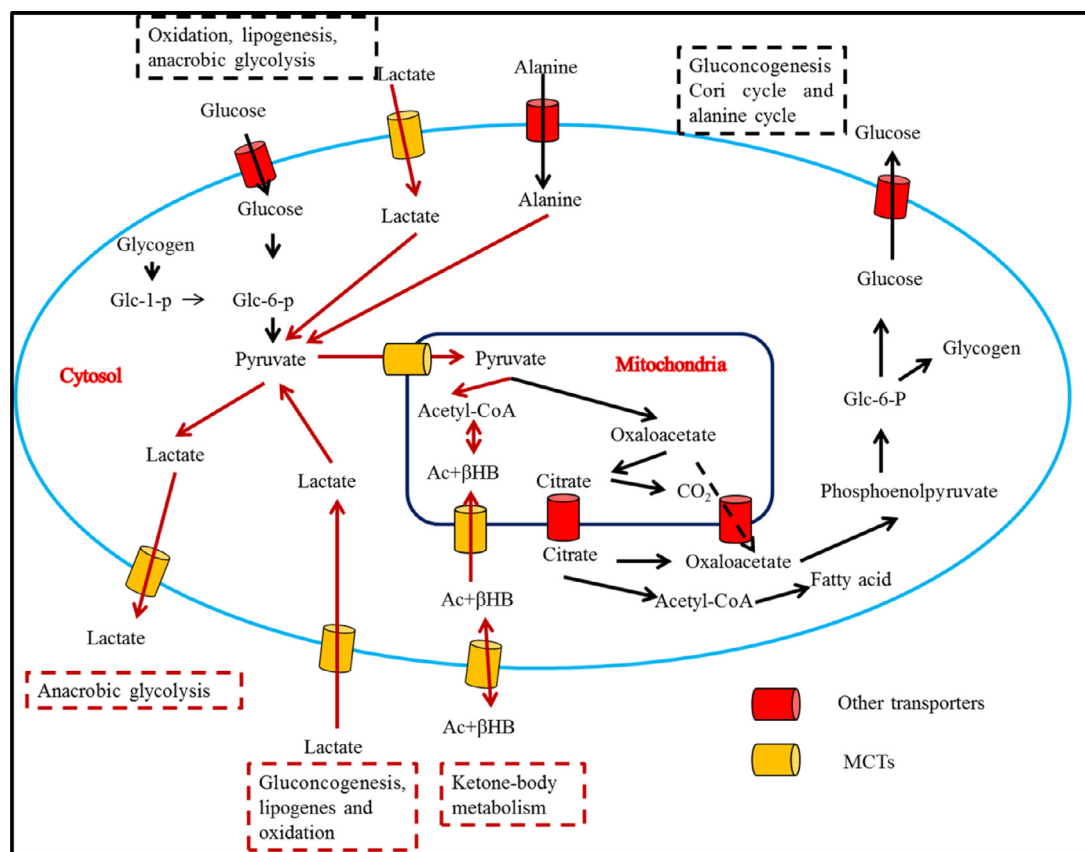 Oxidation, lipogenesis,
anacrobic glycolysis
Lactate
Alanine
Gluconcogenesis
Cori cycle and
alanine cycle
Glucose
Glucose
Glucose
Lactate
Alanine
Glycogen
Glucose
Glc-1-p
Glc-6-p
Pyruvate
Pyruvate
Mitochondria
Glycogen
Cytosol
Acetyl-CoA
Glc-6-P
Oxaloacetate
Lactate
Lactate
Ac+βHB
Citrate
CO2
Phosphoenolpyruvate
Citrate
Oxaloacetate
Fatty acid
Ac+βHB
Acetyl-CoA
Lactate
Anacrobic glycolysis
Ac+βHB
Lactate
Gluconcogenesis,
lipogenes and
oxidation
Ketone-body
metabolism
Other transporters
MCTs